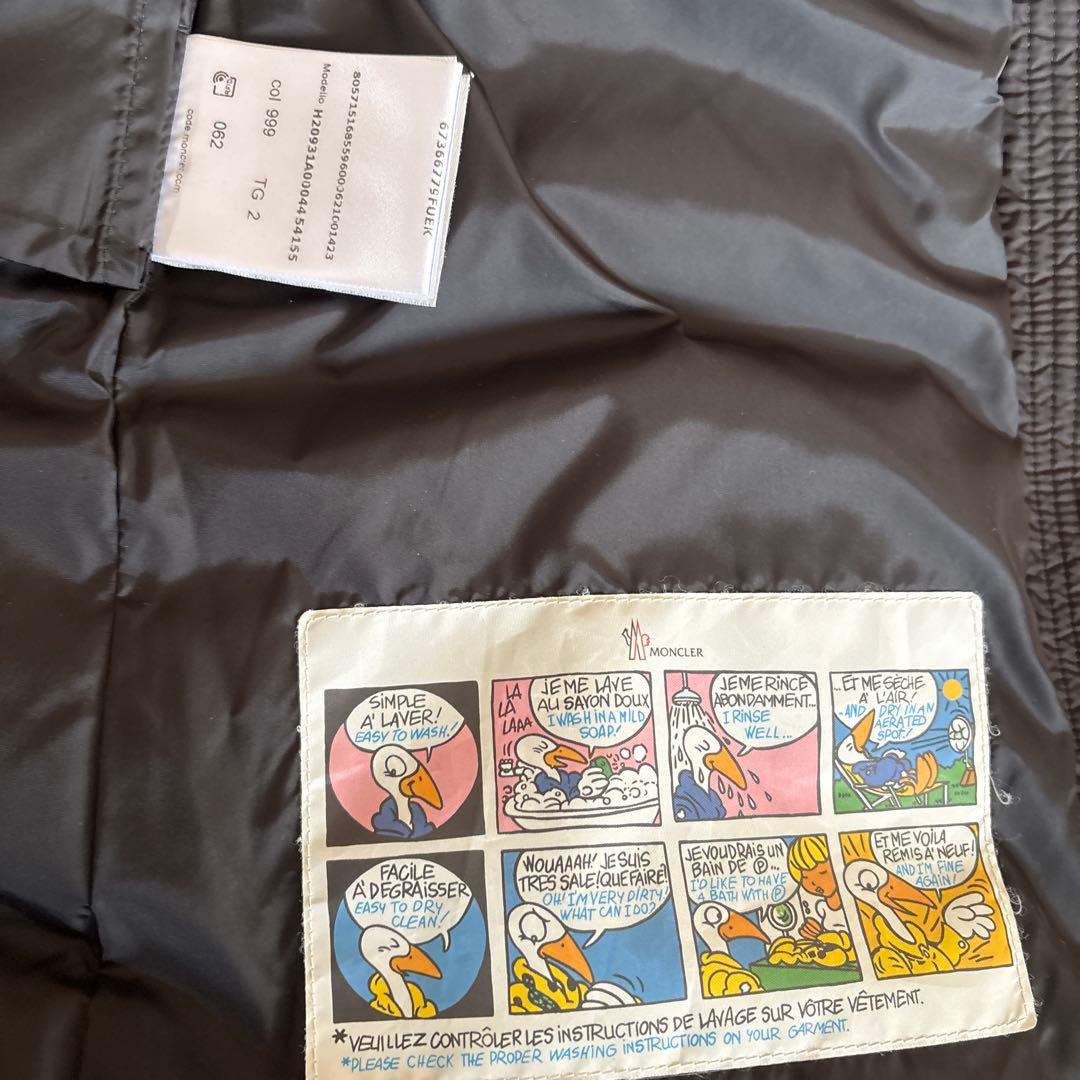 67366779FUEK
8057151685596000621001423
Modello H20931A0004454155
col 999 TG 2
062
code.moncler.com
MONCLER
SIMPLE
A' LAVER!
EASY TO WASH!
LA
LA
LAAA
JE ME LAVE
AU SAVON DOUX
I WASH IN A MILD
SOAP!
JE ME RINCE
ABONDAMMENT...
I RINSE
WELL...
...ET ME SÈCHE
A' L'AIR!
..AND I DRY IN AN
AERATED
SPOT!
FACILE
A' DEGRAISSER
EASY TO DRY
CLEAN!
WOUAAAH! JE SUIS
TRES SALE! QUE FAIRE?
OH! I'M VERY DIRTY!
WHAT CAN I DO?
JE VOUDRAIS UN
BAIN DE Ⓟ...
I'D LIKE TO HAVE
A BATH WITH Ⓟ
ET ME VOILA
REMIS A' NEUF!
AND I'M FINE
AGAIN!
*VEUILLEZ CONTRÔLER LES INSTRUCTIONS DE LAVAGE SUR VÔTRE VÊTEMENT.
*PLEASE CHECK THE PROPER WASHING INSTRUCTIONS ON YOUR GARMENT.